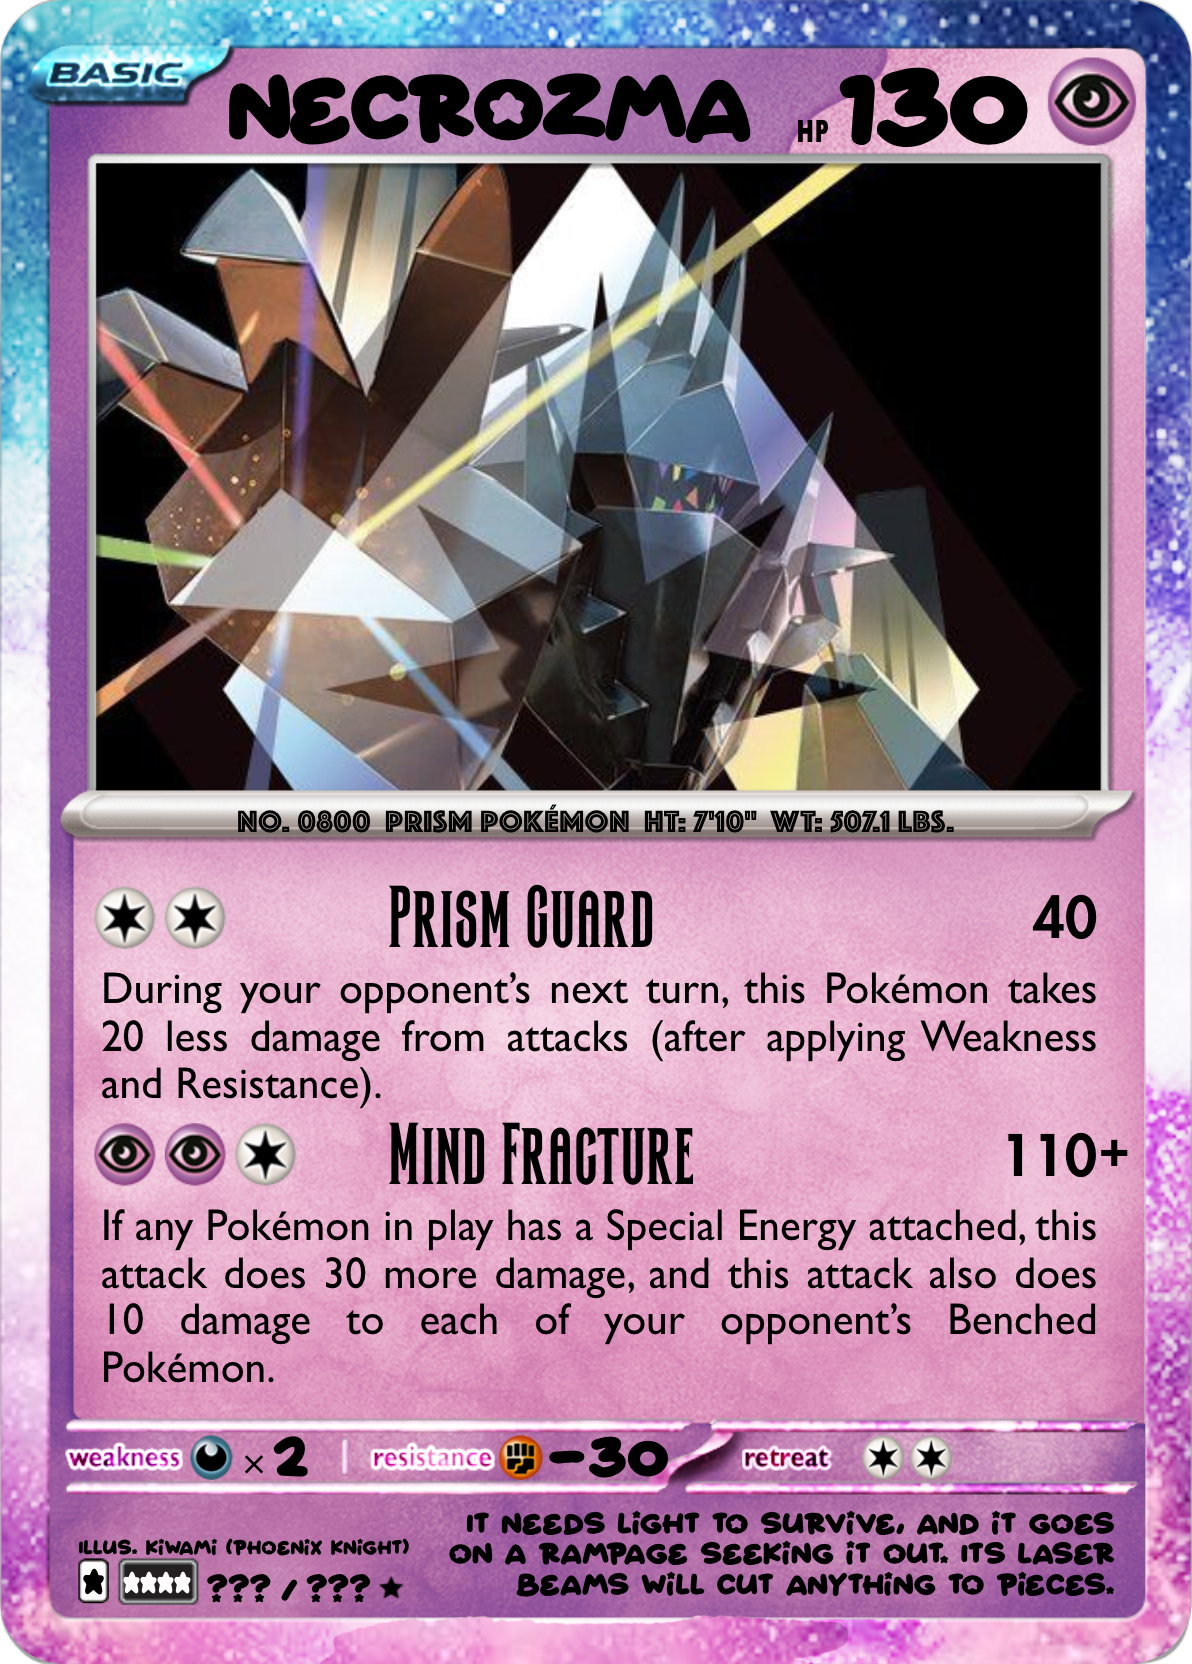 BASIC
NECROZMA HP 130
NO. 0800 PRISM POKÉMON HT: 7'10" WT: 507.1 LBS.
PRISM GUARD 40
During your opponent’s next turn, this Pokémon takes
20 less damage from attacks (after applying Weakness
and Resistance).
MIND FRACTURE 110+
If any Pokémon in play has a Special Energy attached, this
attack does 30 more damage, and this attack also does
10 damage to each of your opponent’s Benched
Pokémon.
weakness ×2 resistance -30 retreat
IT NEEDS LIGHT TO SURVIVE, AND IT GOES
ON A RAMPAGE SEEKING IT OUT. ITS LASER
BEAMS WILL CUT ANYTHING TO PIECES.
ILLUS. KIWAMI (PHOENIX KNIGHT)
??? / ??? ★